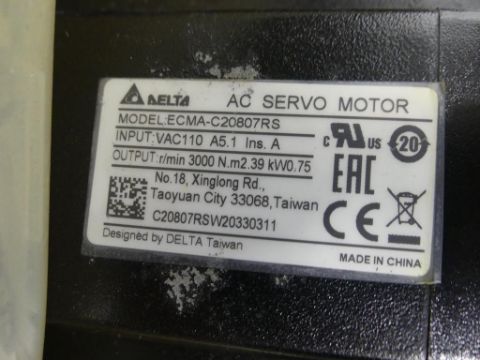 DELTA AC SERVO MOTOR
MODEL:ECMA-C20807RS
INPUT:VAC110 A5.1 Ins. A
OUTPUT:r/min 3000 N.m2.39 kW0.75
No.18, Xinglong Rd.,
Taoyuan City 33068,Taiwan
C20807RSW20330311
Designed by DELTA Taiwan
c RU US
20
EAC
CE
MADE IN CHINA